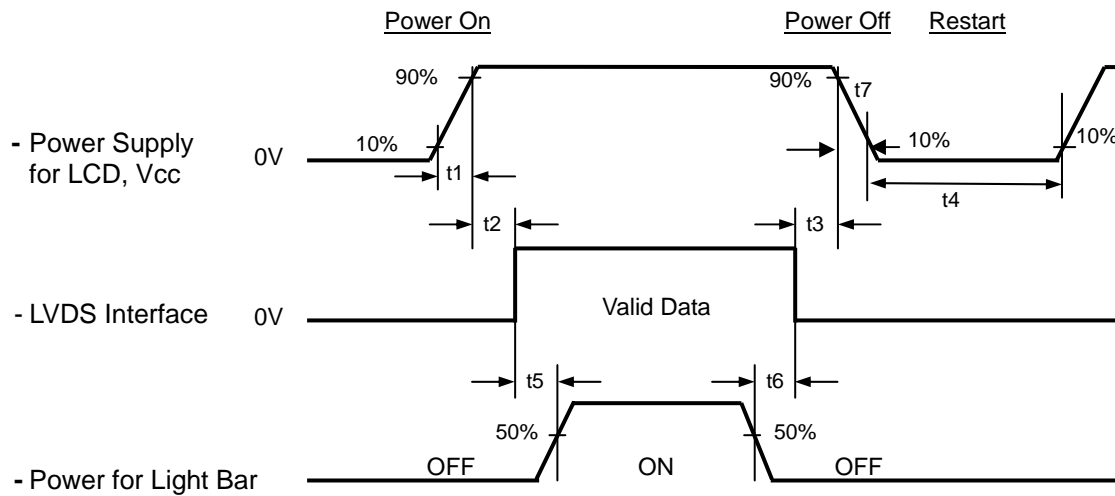 Power On
Power Off
Restart
90%
90%
t7
- Power Supply
for LCD, Vcc
0V
10%
10%
10%
t1
t4
t2
t3
- LVDS Interface
0V
Valid Data
t5
t6
50%
50%
- Power for Light Bar
OFF
ON
OFF